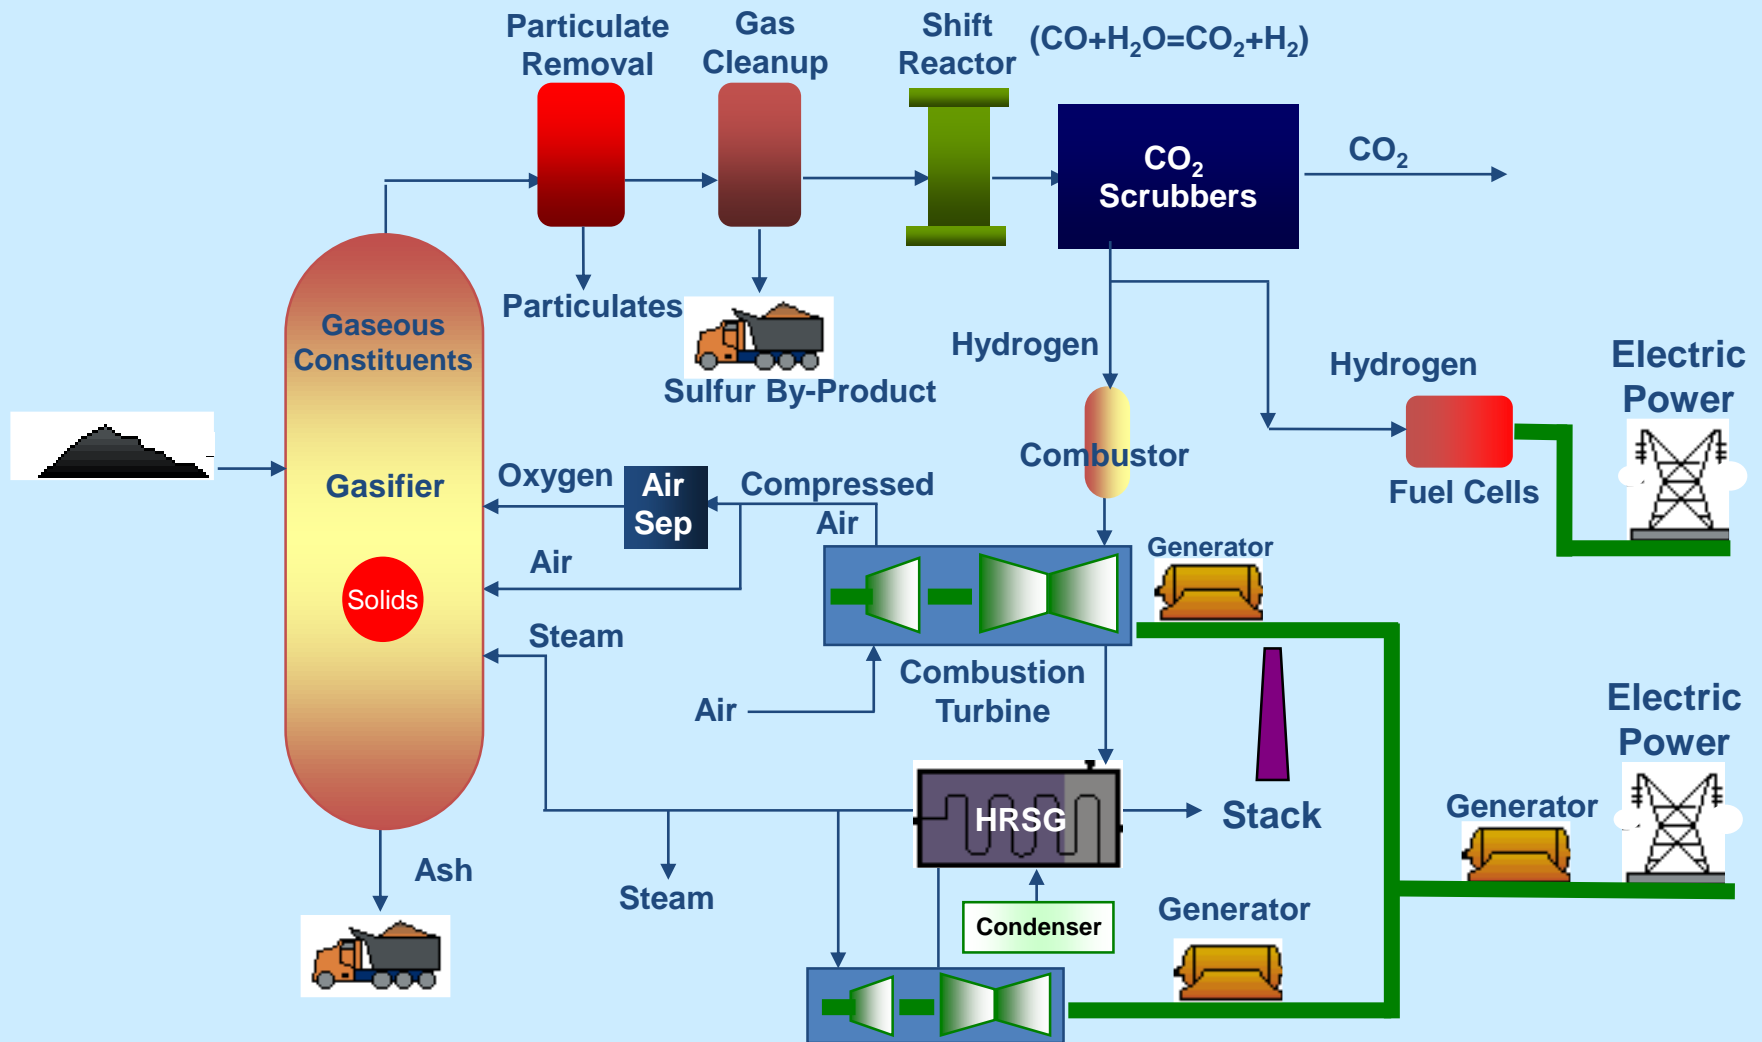 Particulate
Removal
Gas
Cleanup
Shift
Reactor
(CO+H₂O=CO₂+H₂)
CO₂
Scrubbers
CO₂
Particulates
Sulfur By-Product
Gaseous
Constituents
Hydrogen
Hydrogen
Electric
Power
Combustor
Fuel Cells
Gasifier
Oxygen
Air
Sep
Compressed
Air
Air
Generator
Solids
Steam
Air
Combustion
Turbine
Electric
Power
HRSG
Stack
Generator
Ash
Steam
Condenser
Generator